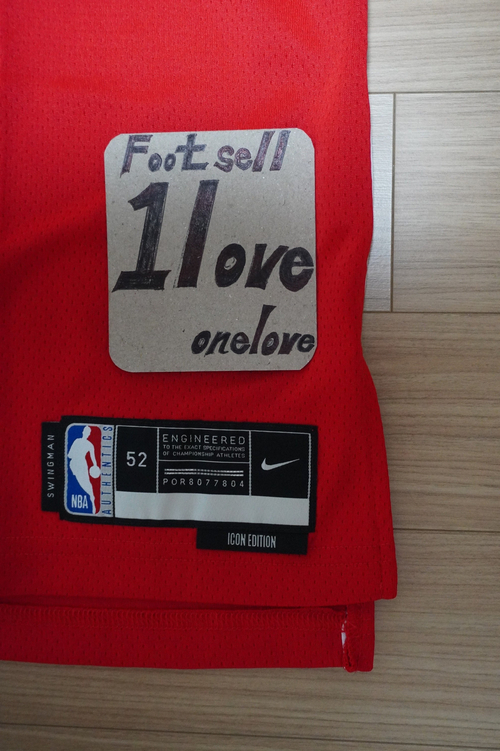 Foot sell
1love
onelove
SWINGMAN
NBA
AUTHENTICS
52
ENGINEERED
TO THE EXACT SPECIFICATIONS
OF CHAMPIONSHIP ATHLETES
POR8077804
ICON EDITION